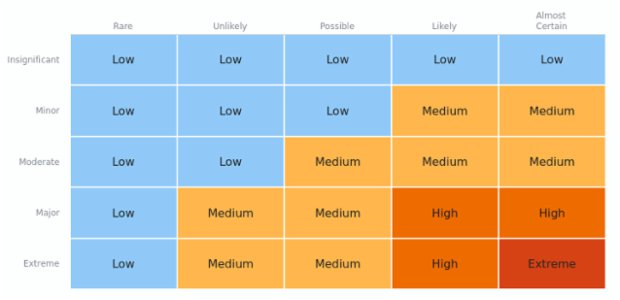 Rare Unlikely Possible Likely Almost Certain
Insignificant Low Low Low Low Low
Minor Low Low Low Medium Medium
Moderate Low Low Medium Medium Medium
Major Low Medium Medium High High
Extreme Low Medium Medium High Extreme